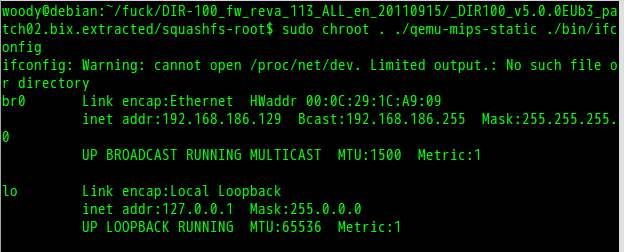 woody@debian:~/fuck/DIR-100_fw_reva_113_ALL_en_20110915/_DIR100_v5.0.0EUb3_pa
tch02.bix.extracted/squashfs-root$ sudo chroot . ./qemu-mips-static ./bin/ifc
onfig
ifconfig: Warning: cannot open /proc/net/dev. Limited output.: No such file o
r directory
br0       Link encap:Ethernet  HWaddr 00:0C:29:1C:A9:09
          inet addr:192.168.186.129  Bcast:192.168.186.255  Mask:255.255.255.
0
          UP BROADCAST RUNNING MULTICAST  MTU:1500  Metric:1
lo        Link encap:Local Loopback
          inet addr:127.0.0.1  Mask:255.0.0.0
          UP LOOPBACK RUNNING  MTU:65536  Metric:1